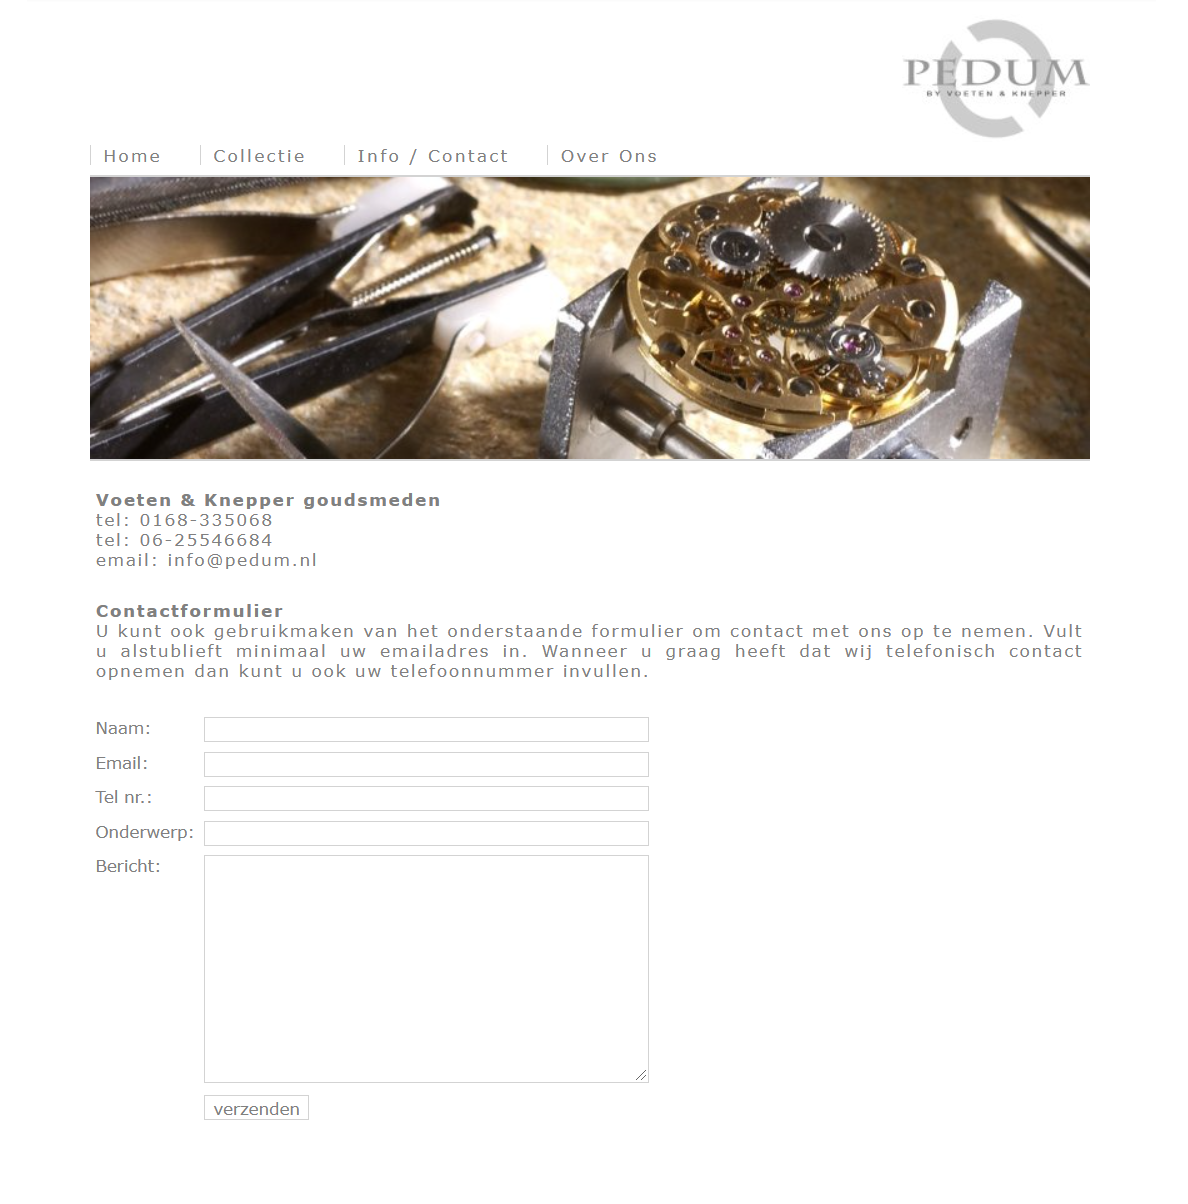 PEDUM
BY VOETEN & KNEPPER
Home
Collectie
Info / Contact
Over Ons
Voeten & Knepper goudsmeden
tel: 0168-335068
tel: 06-25546684
email: info@pedum.nl
Contactformulier
U kunt ook gebruikmaken van het onderstaande formulier om contact met ons op te nemen. Vult
u alstublieft minimaal uw emailadres in. Wanneer u graag heeft dat wij telefonisch contact
opnemen dan kunt u ook uw telefoonnummer invullen.
Naam:
Email:
Tel nr.:
Onderwerp:
Bericht:
verzenden